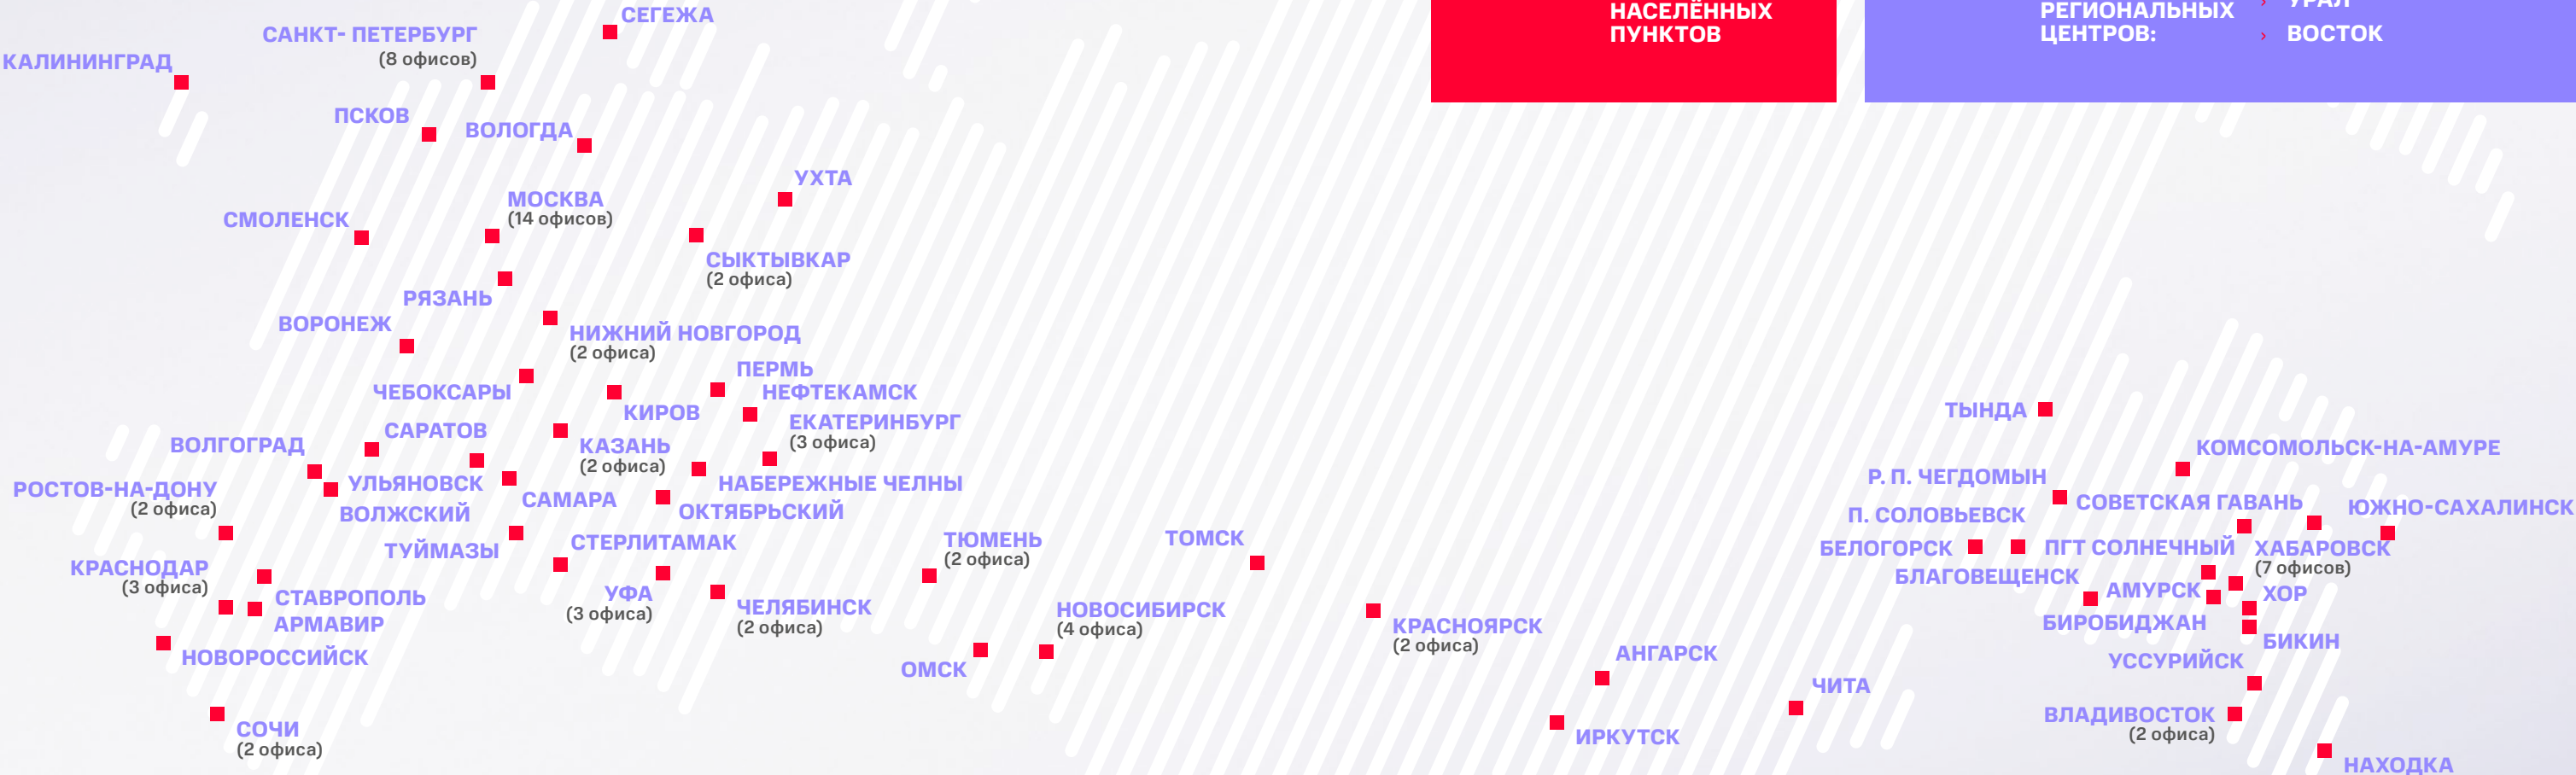 НАСЕЛЁННЫХ
ПУНКТОВ
РЕГИОНАЛЬНЫХ
ЦЕНТРОВ:
› УРАЛ
› ВОСТОК
СЕГЕЖА
САНКТ- ПЕТЕРБУРГ
(8 офисов)
КАЛИНИНГРАД
ПСКОВ
ВОЛОГДА
УХТА
МОСКВА
(14 офисов)
СМОЛЕНСК
СЫКТЫВКАР
(2 офиса)
РЯЗАНЬ
ВОРОНЕЖ
НИЖНИЙ НОВГОРОД
(2 офиса)
ПЕРМЬ
ЧЕБОКСАРЫ
НЕФТЕКАМСК
КИРОВ
ЕКАТЕРИНБУРГ
(3 офиса)
САРАТОВ
ВОЛГОГРАД
КАЗАНЬ
(2 офиса)
УЛЬЯНОВСК
НАБЕРЕЖНЫЕ ЧЕЛНЫ
РОСТОВ-НА-ДОНУ
(2 офиса)
САМАРА
ВОЛЖСКИЙ
ОКТЯБРЬСКИЙ
ТУЙМАЗЫ
СТЕРЛИТАМАК
ТЮМЕНЬ
(2 офиса)
ТОМСК
КРАСНОДАР
(3 офиса)
СТАВРОПОЛЬ
АРМАВИР
УФА
(3 офиса)
ЧЕЛЯБИНСК
(2 офиса)
НОВОСИБИРСК
(4 офиса)
КРАСНОЯРСК
(2 офиса)
НОВОРОССИЙСК
ОМСК
АНГАРСК
ЧИТА
СОЧИ
(2 офиса)
ИРКУТСК
ТЫНДА
КОМСОМОЛЬСК-НА-АМУРЕ
Р. П. ЧЕГДОМЫН
СОВЕТСКАЯ ГАВАНЬ
ЮЖНО-САХАЛИНСК
П. СОЛОВЬЕВСК
БЕЛОГОРСК
ПГТ СОЛНЕЧНЫЙ
ХАБАРОВСК
(7 офисов)
БЛАГОВЕЩЕНСК
АМУРСК
ХОР
БИРОБИДЖАН
БИКИН
УССУРИЙСК
ВЛАДИВОСТОК
(2 офиса)
НАХОДКА